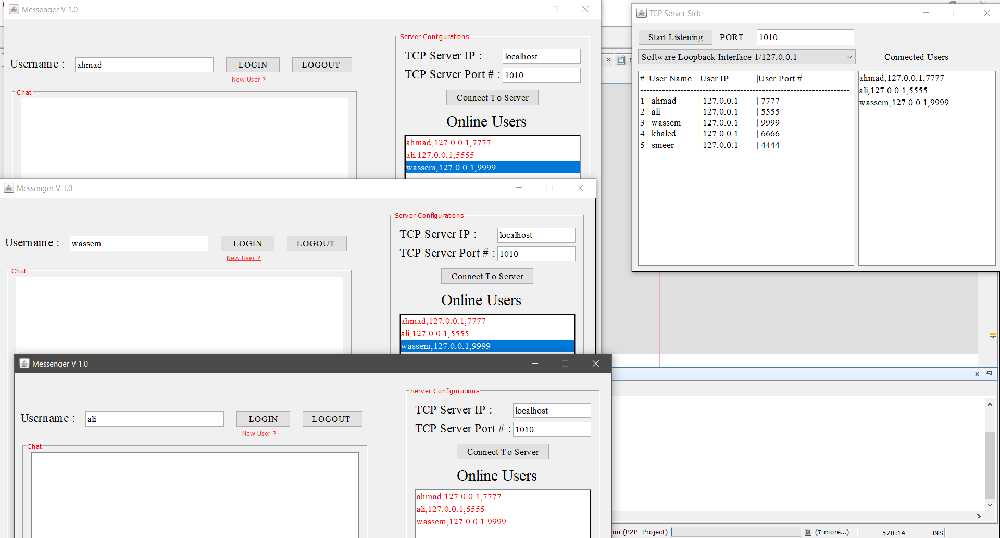 Messenger V 1.0
Username :
ahmad
LOGIN
LOGOUT
New User ?
Chat
Server Configurations
TCP Server IP :
localhost
TCP Server Port # :
1010
Connect To Server
Online Users
ahmad,127.0.0.1,7777
ali,127.0.0.1,5555
wassem,127.0.0.1,9999
Messenger V 1.0
Username :
wassem
LOGIN
LOGOUT
New User ?
Chat
Server Configurations
TCP Server IP :
localhost
TCP Server Port # :
1010
Connect To Server
Online Users
ahmad,127.0.0.1,7777
ali,127.0.0.1,5555
wassem,127.0.0.1,9999
Messenger V 1.0
Username :
ali
LOGIN
LOGOUT
New User ?
Chat
Server Configurations
TCP Server IP :
localhost
TCP Server Port # :
1010
Connect To Server
Online Users
ahmad,127.0.0.1,7777
ali,127.0.0.1,5555
wassem,127.0.0.1,9999
TCP Server Side
Start Listening
PORT :
1010
Software Loopback Interface 1/127.0.0.1
Connected Users
# |User Name |User IP |User Port #
--------------------------------------------------------------------
1 | ahmad | 127.0.0.1 | 7777
2 | ali | 127.0.0.1 | 5555
3 | wassem | 127.0.0.1 | 9999
4 | khaled | 127.0.0.1 | 6666
5 | smeer | 127.0.0.1 | 4444
ahmad,127.0.0.1,7777
ali,127.0.0.1,5555
wassem,127.0.0.1,9999
un (P2P_Project)
(٣ more...)
570:14
INS